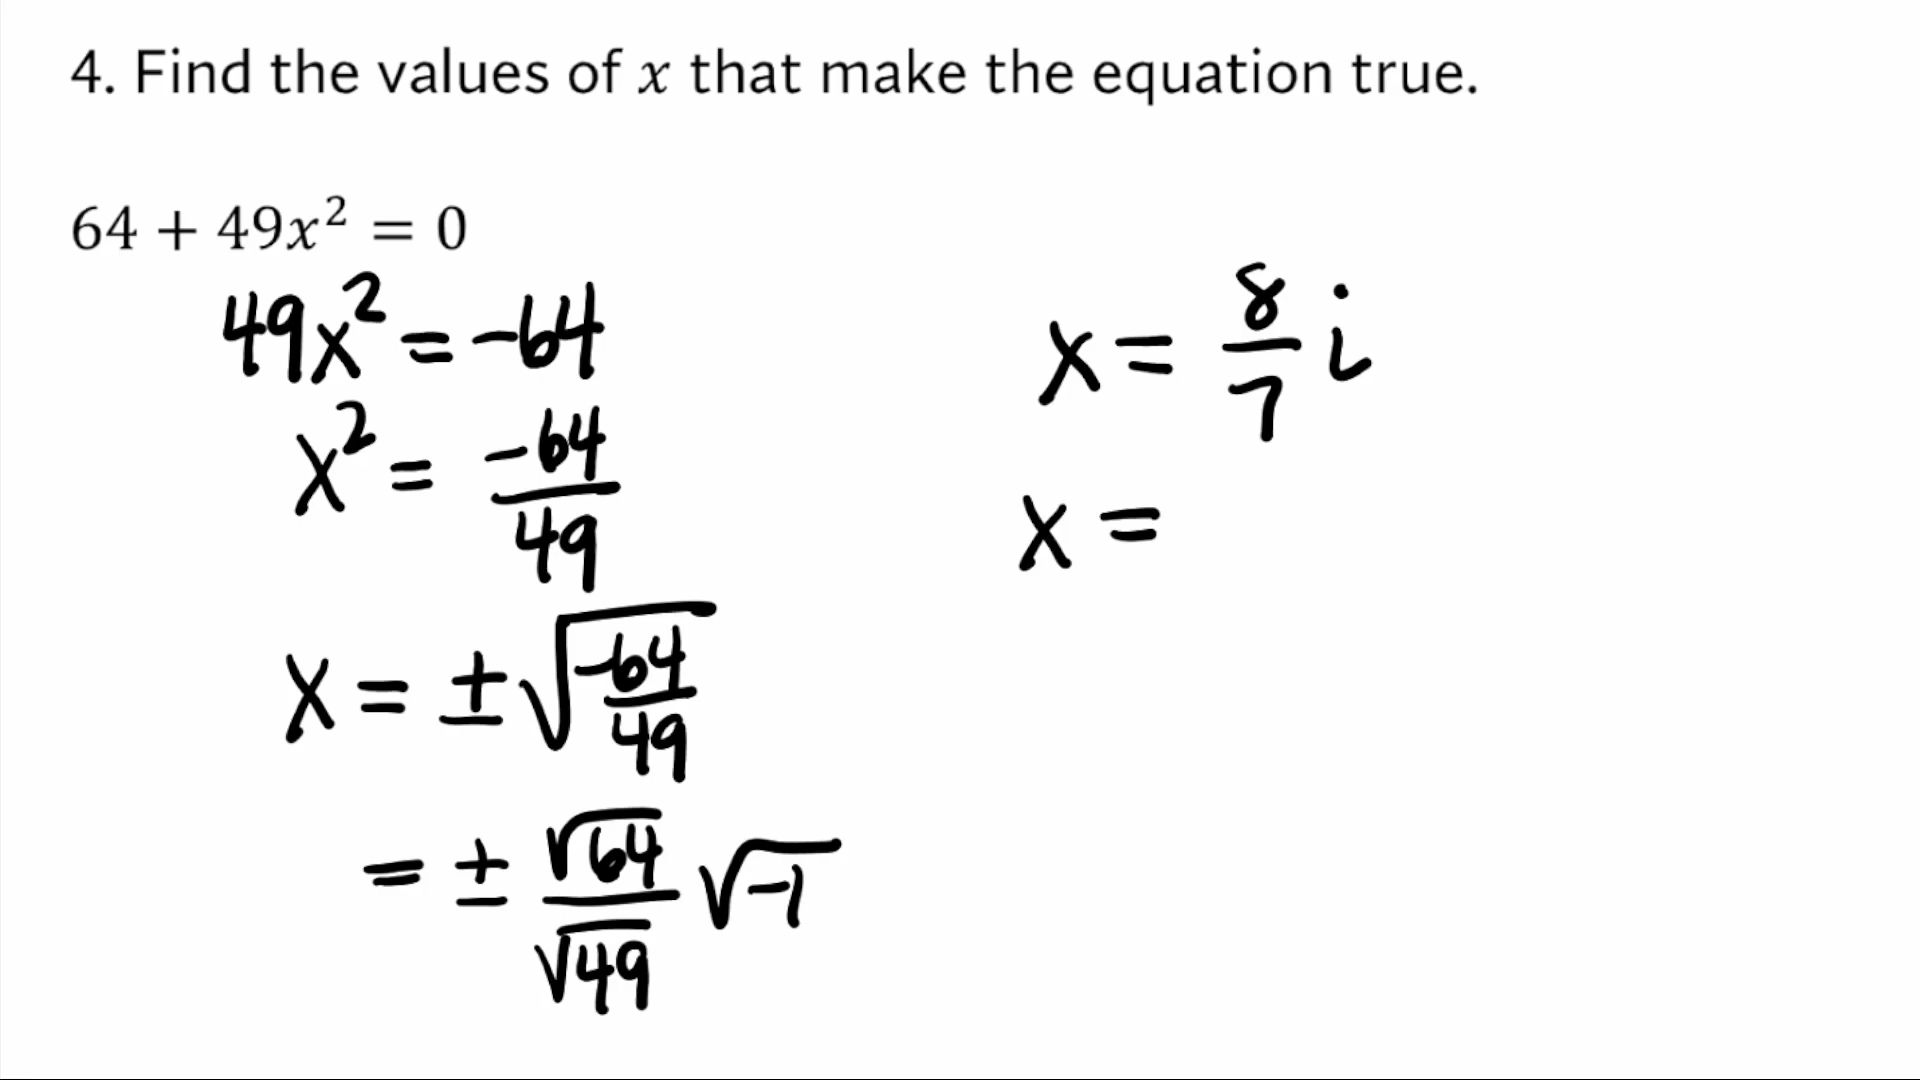 4. Find the values of x that make the equation true.
64 + 49x² = 0
49x² = -64
x² = -64/49
x = ±√(-64/49)
= ± √64/√49 √-1
x = 8/7 i
x =